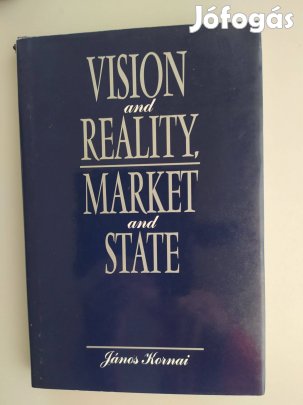 Jófogás
VISION
and
REALITY,
MARKET
and
STATE
János Kornai